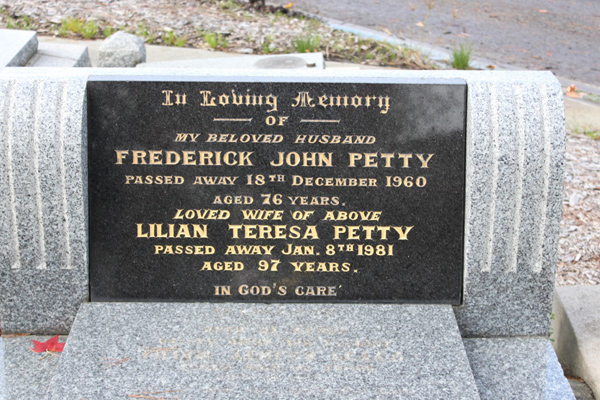 In Loving Memory
OF
MY BELOVED HUSBAND
FREDERICK JOHN PETTY
PASSED AWAY 18TH DECEMBER 1960
AGED 76 YEARS.
LOVED WIFE OF ABOVE
LILIAN TERESA PETTY
PASSED AWAY JAN. 8TH 1981
AGED 97 YEARS.
IN GOD'S CARE